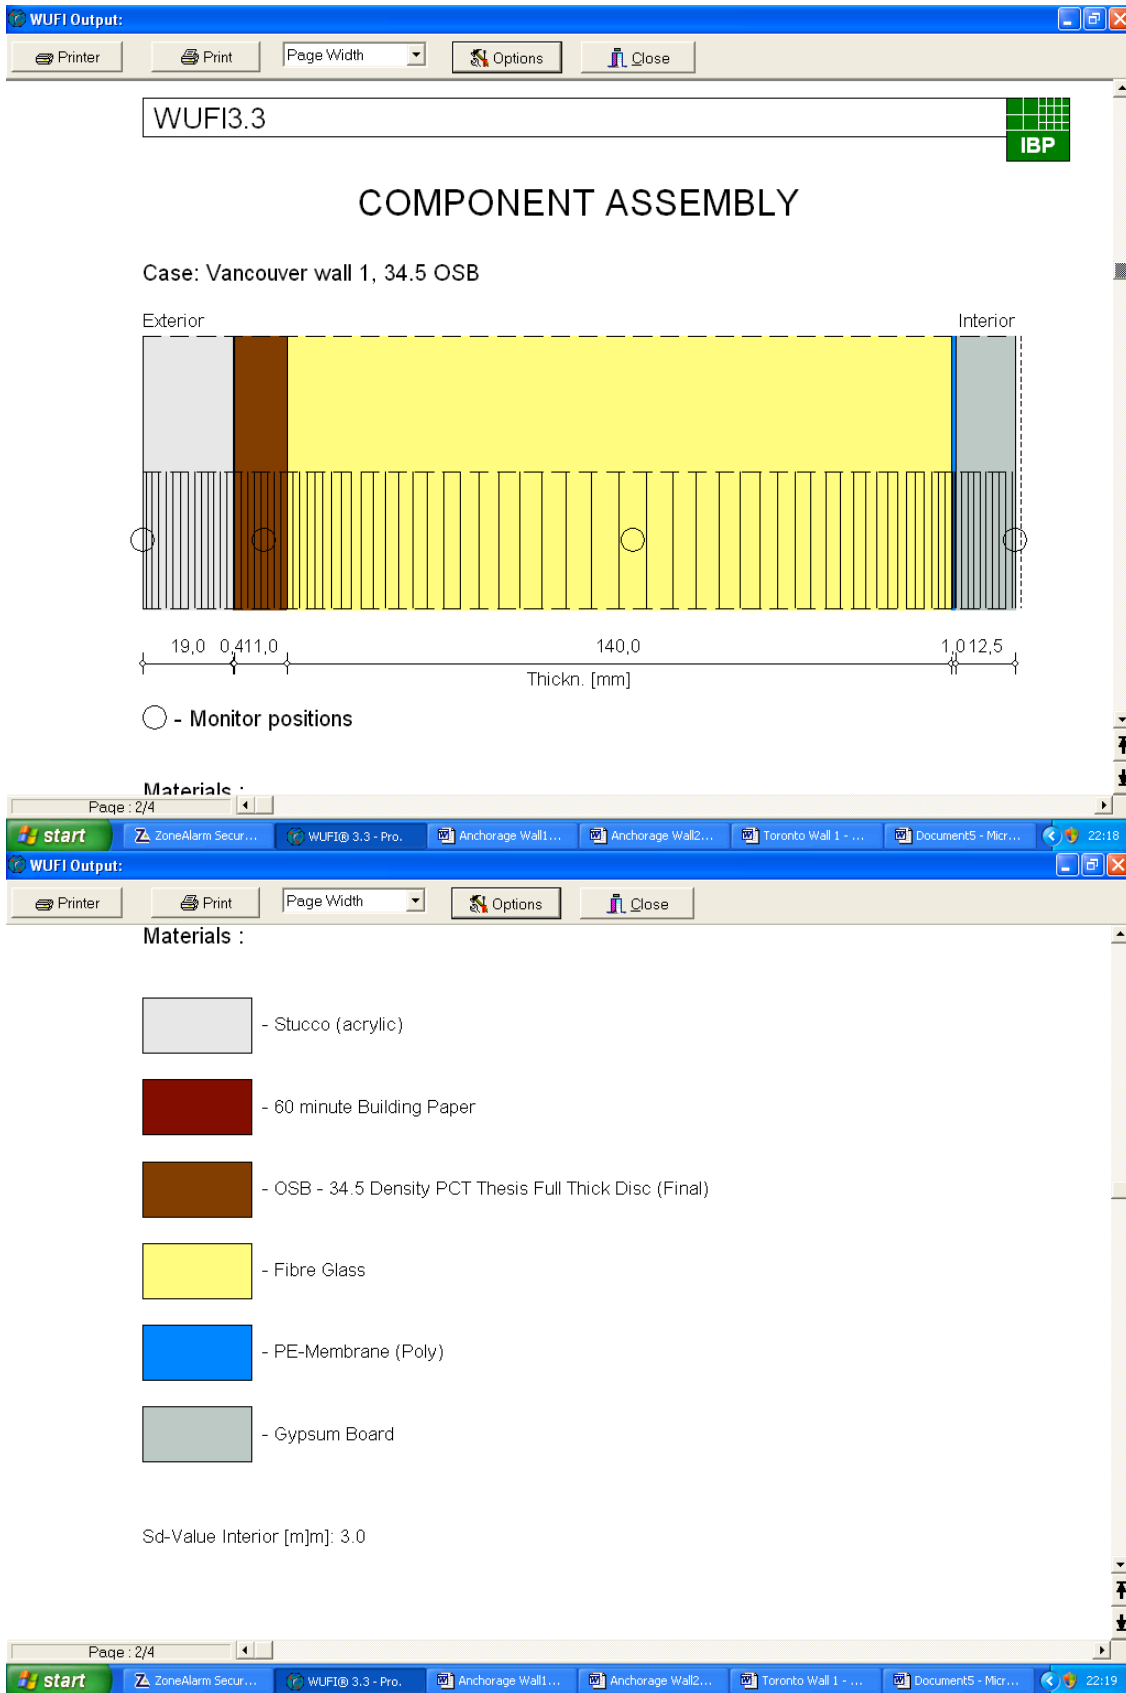 WUFI Output:
Printer Print Page Width Options Close
WUFI3.3
IBP
COMPONENT ASSEMBLY
Case: Vancouver wall 1, 34.5 OSB
Exterior Interior
19,0 0,411,0 140,0 1,012,5
Thickn. [mm]
- Monitor positions
Materials :
Page : 2/4
start ZoneAlarm Secur... WUFI® 3.3 - Pro. Anchorage Wall1... Anchorage Wall2... Toronto Wall 1 - ... Document5 - Micr... 22:18
WUFI Output:
Printer Print Page Width Options Close
Materials :
- Stucco (acrylic)
- 60 minute Building Paper
- OSB - 34.5 Density PCT Thesis Full Thick Disc (Final)
- Fibre Glass
- PE-Membrane (Poly)
- Gypsum Board
Sd-Value Interior [m]m]: 3.0
Page : 2/4
start ZoneAlarm Secur... WUFI® 3.3 - Pro. Anchorage Wall1... Anchorage Wall2... Toronto Wall 1 - ... Document5 - Micr... 22:19